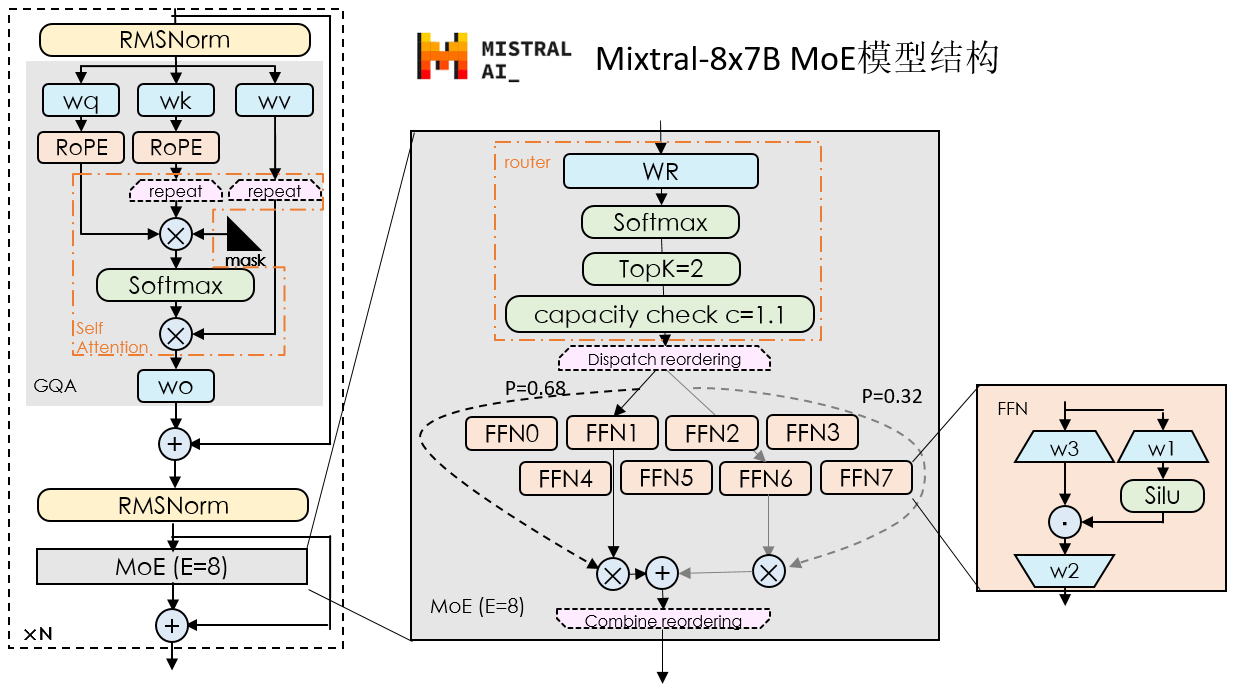 MISTRAL
AI_
Mixtral-8x7B MoE模型结构
RMSNorm
wq
wk
wv
RoPE
RoPE
repeat
repeat
mask
Softmax
Self
Attention
GQA
wo
RMSNorm
MoE (E=8)
×N
router
WR
Softmax
TopK=2
capacity check c=1.1
Dispatch reordering
P=0.68
P=0.32
FFN0
FFN1
FFN2
FFN3
FFN4
FFN5
FFN6
FFN7
MoE (E=8)
Combine reordering
FFN
w3
w1
Silu
w2